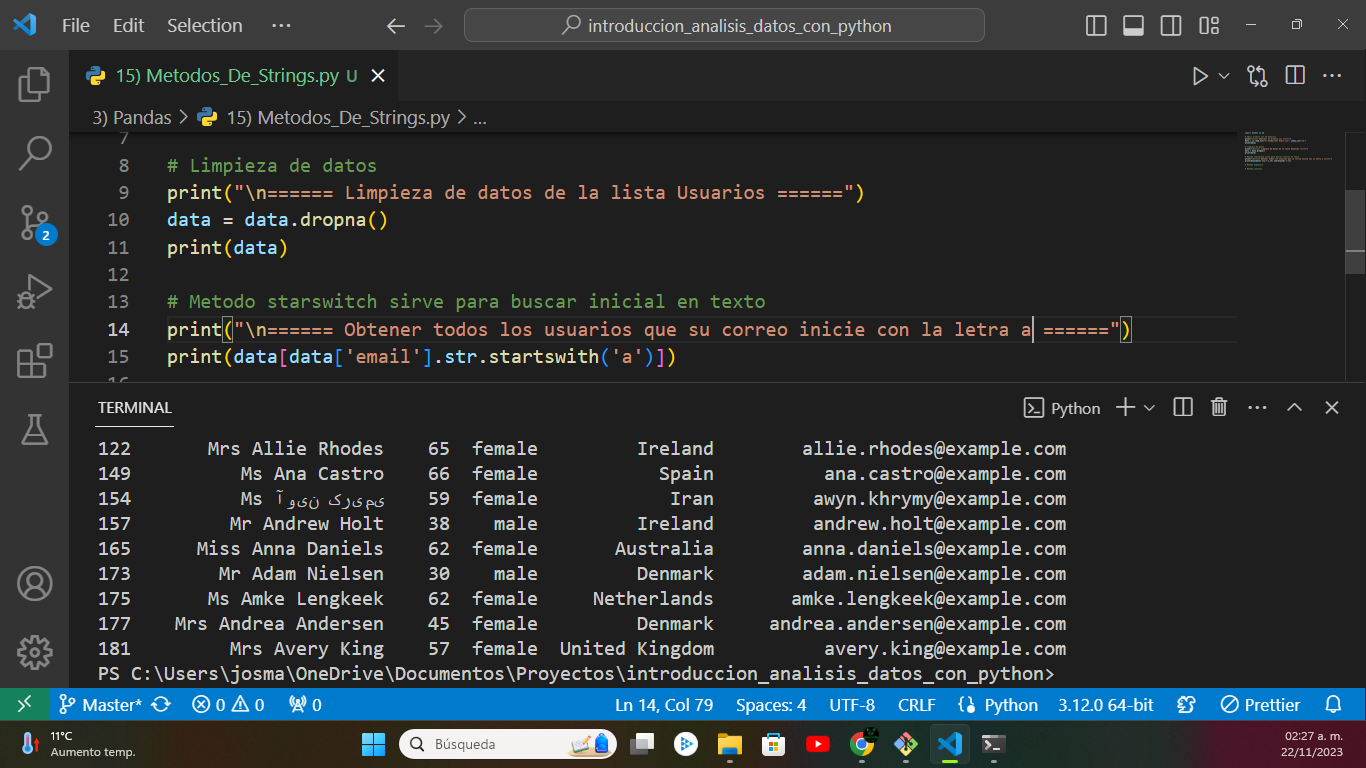 File Edit Selection ··· introduccion_analisis_datos_con_python
15) Metodos_De_Strings.py U
3) Pandas > 15) Metodos_De_Strings.py > ...
7
8 # Limpieza de datos
9 print("\n====== Limpieza de datos de la lista Usuarios ======")
10 data = data.dropna()
11 print(data)
12
13 # Metodo starswitch sirve para buscar inicial en texto
14 print("\n====== Obtener todos los usuarios que su correo inicie con la letra a ======")
15 print(data[data['email'].str.startswith('a')])
16
TERMINAL Python
122 Mrs Allie Rhodes 65 female Ireland allie.rhodes@example.com
149 Ms Ana Castro 66 female Spain ana.castro@example.com
154 Ms آوین کریمی 59 female Iran awyn.khrymy@example.com
157 Mr Andrew Holt 38 male Ireland andrew.holt@example.com
165 Miss Anna Daniels 62 female Australia anna.daniels@example.com
173 Mr Adam Nielsen 30 male Denmark adam.nielsen@example.com
175 Ms Amke Lengkeek 62 female Netherlands amke.lengkeek@example.com
177 Mrs Andrea Andersen 45 female Denmark andrea.andersen@example.com
181 Mrs Avery King 57 female United Kingdom avery.king@example.com
PS C:\Users\josma\OneDrive\Documentos\Proyectos\introduccion_analisis_datos_con_python>
2
Master* 0 0 0 Ln 14, Col 79 Spaces: 4 UTF-8 CRLF Python 3.12.0 64-bit Prettier
11°C
Aumento temp.
Búsqueda
02:27 a. m.
22/11/2023